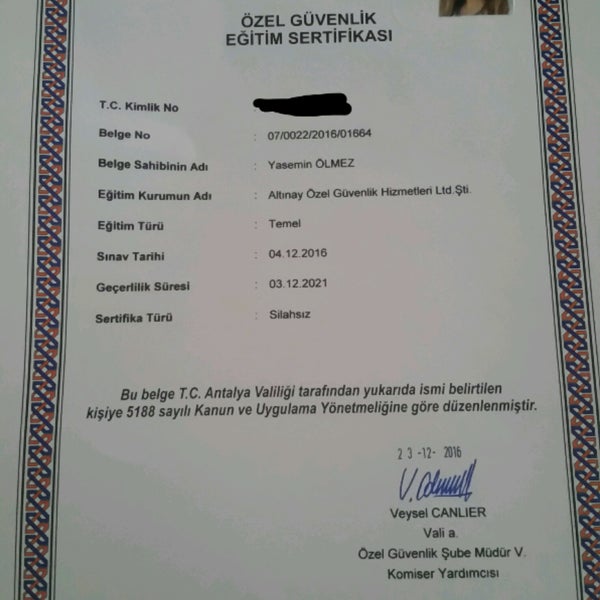 ÖZEL GÜVENLİK
EĞİTİM SERTİFİKASI
T.C. Kimlik No
Belge No : 07/0022/2016/01664
Belge Sahibinin Adı : Yasemin ÖLMEZ
Eğitim Kurumun Adı : Altınay Özel Güvenlik Hizmetleri Ltd.Şti.
Eğitim Türü : Temel
Sınav Tarihi : 04.12.2016
Geçerlilik Süresi : 03.12.2021
Sertifika Türü : Silahsız
Bu belge T.C. Antalya Valiliği tarafından yukarıda ismi belirtilen
kişiye 5188 sayılı Kanun ve Uygulama Yönetmeliğine göre düzenlenmiştir.
23-12-2016
Veysel CANLIER
Vali a.
Özel Güvenlik Şube Müdür V.
Komiser Yardımcısı